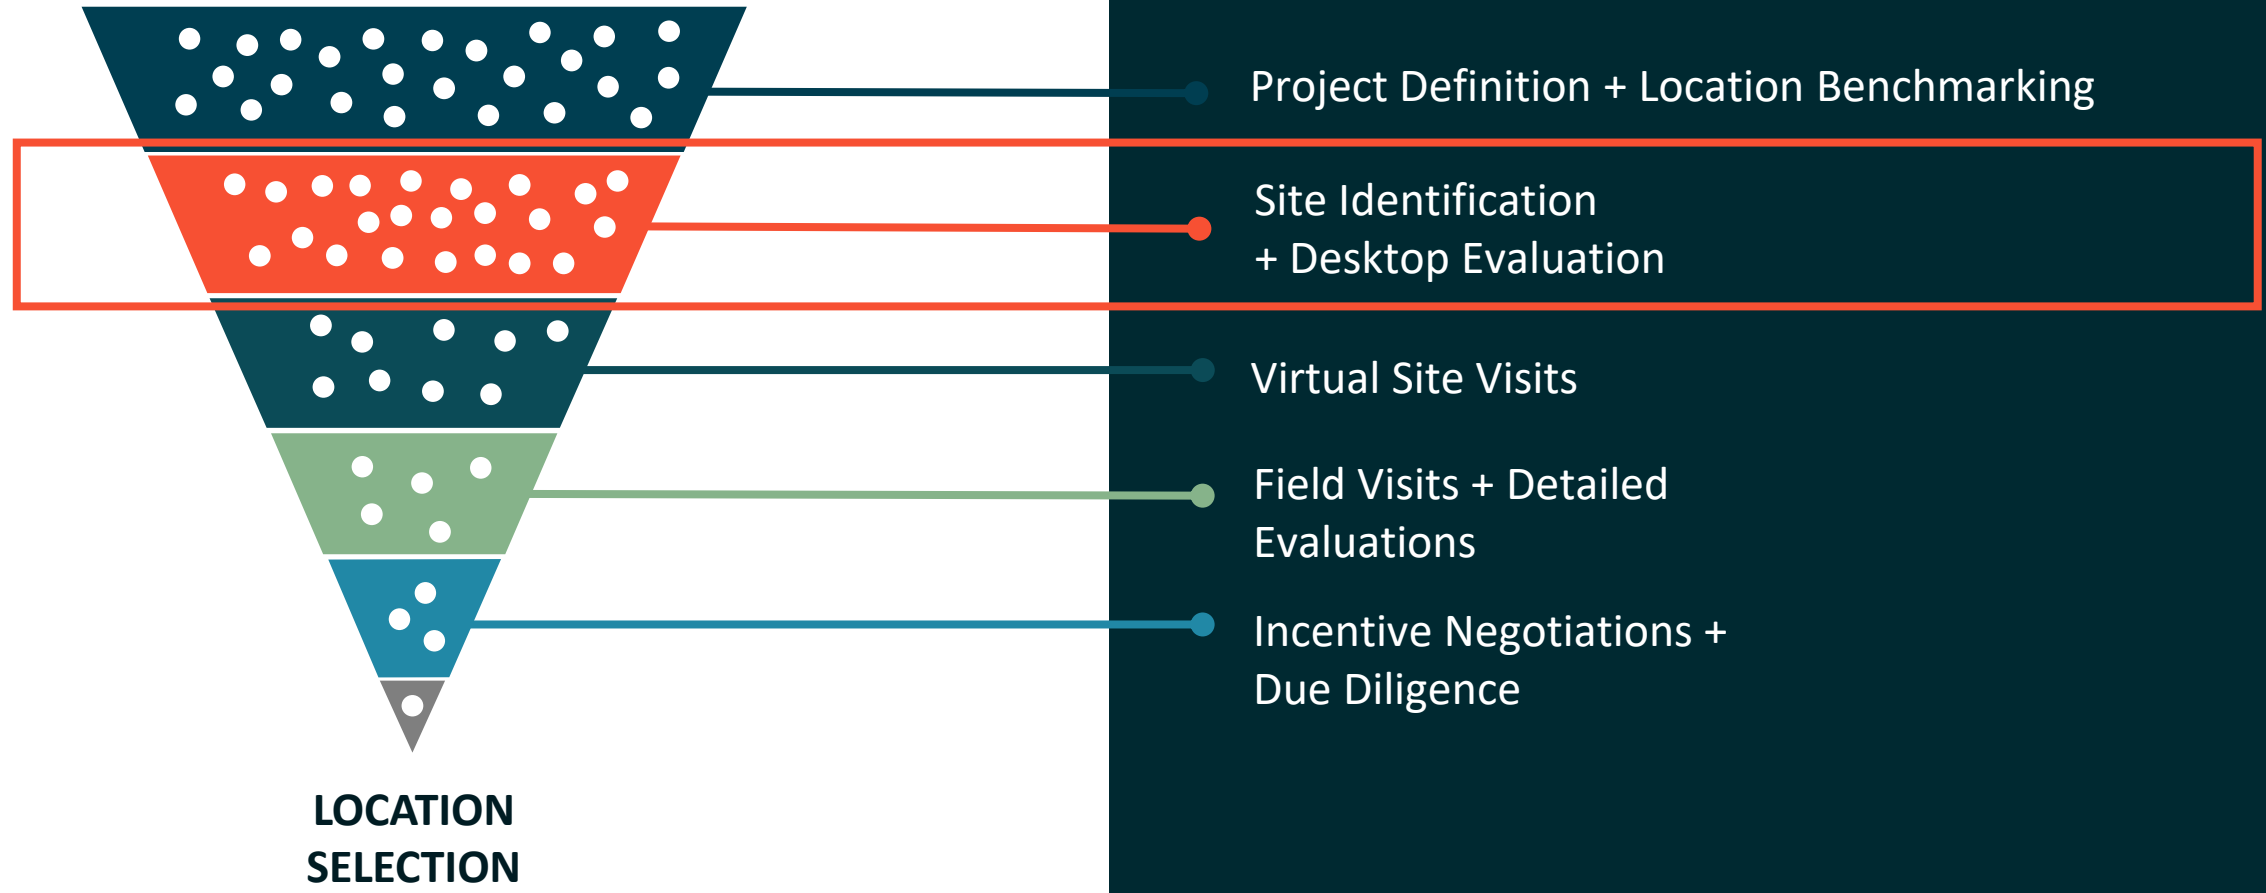 Project Definition + Location Benchmarking
Site Identification
+ Desktop Evaluation
Virtual Site Visits
Field Visits + Detailed
Evaluations
Incentive Negotiations +
Due Diligence
LOCATION
SELECTION